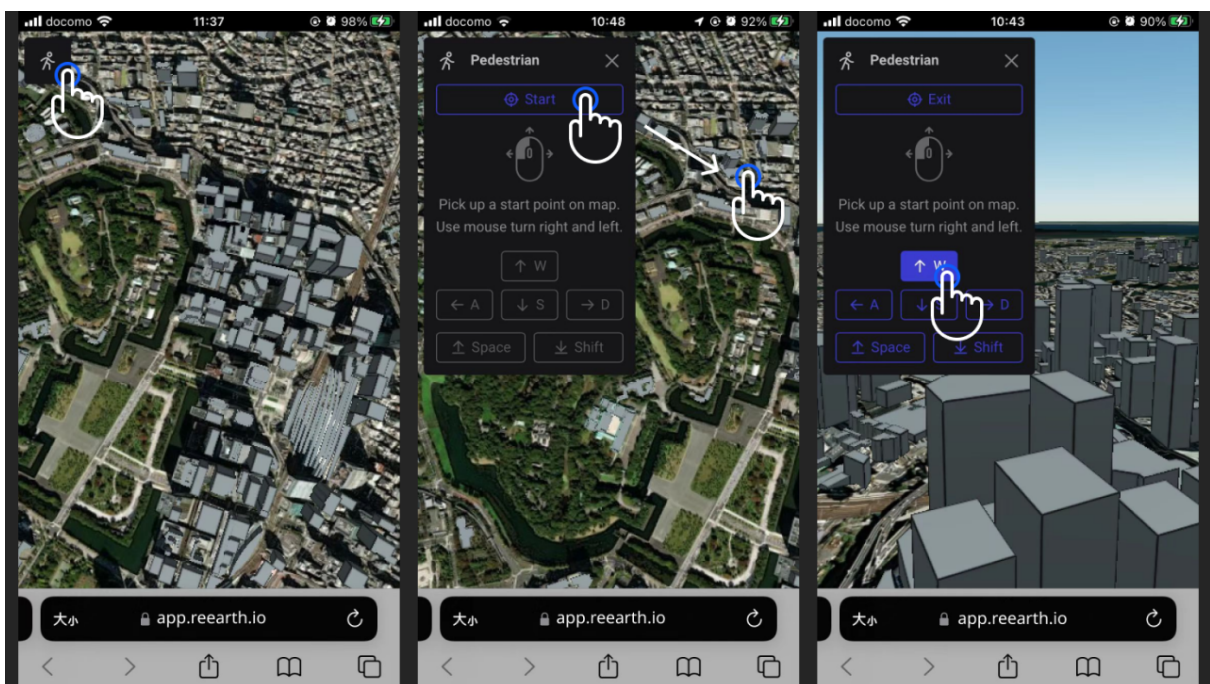 docomo 11:37 98%
大小 app.reearth.io
docomo 10:48 92%
Pedestrian
Start
Pick up a start point on map.
Use mouse turn right and left.
↑ W
← A ↓ S → D
Space Shift
大小 app.reearth.io
docomo 10:43 90%
Pedestrian
Exit
Pick up a start point on map.
Use mouse turn right and left.
↑ W
← A ↓ → D
Space Shift
大小 app.reearth.io